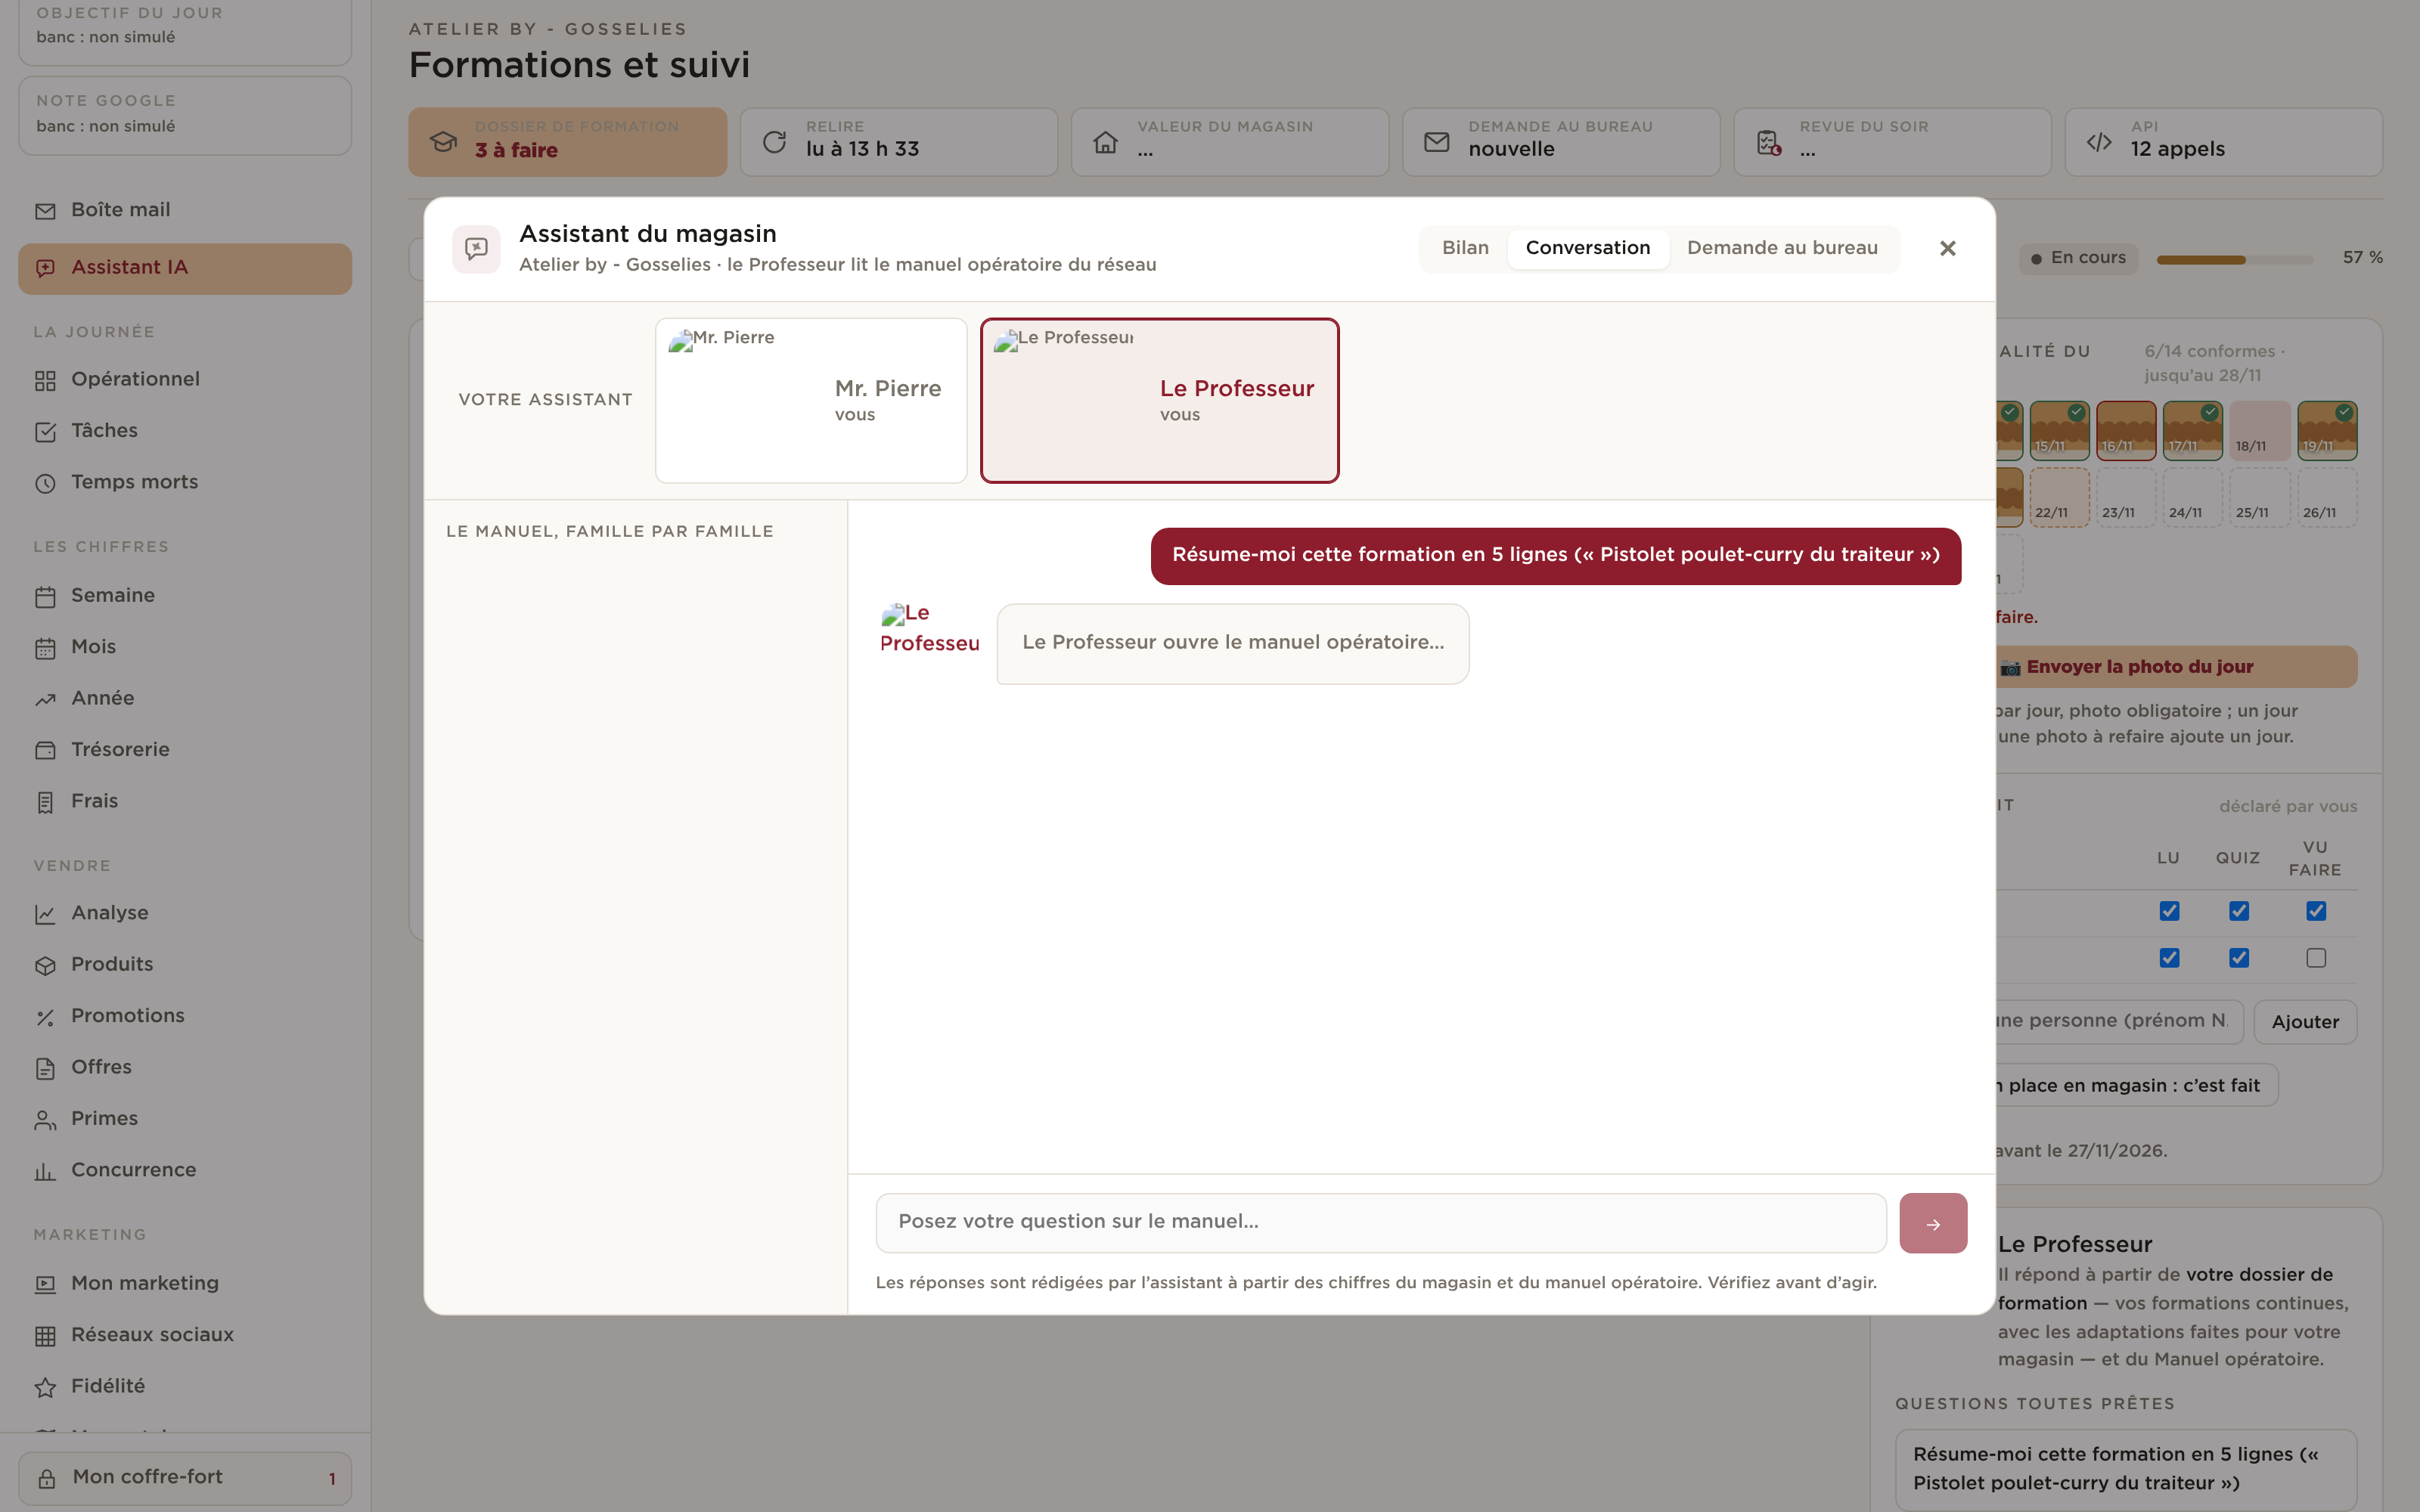 OBJECTIF DU JOUR
banc : non simulé
NOTE GOOGLE
banc : non simulé
Boîte mail
Assistant IA
LA JOURNÉE
Opérationnel
Tâches
Temps morts
LES CHIFFRES
Semaine
Mois
Année
Trésorerie
Frais
VENDRE
Analyse
Produits
Promotions
Offres
Primes
Concurrence
MARKETING
Mon marketing
Réseaux sociaux
Fidélité
Mon coffre-fort
1
ATELIER BY - GOSSELIES
Formations et suivi
DOSSIER DE FORMATION
3 à faire
RELIRE
lu à 13 h 33
VALEUR DU MAGASIN
...
DEMANDE AU BUREAU
nouvelle
REVUE DU SOIR
...
API
12 appels
Assistant du magasin
Atelier by - Gosselies · le Professeur lit le manuel opératoire du réseau
Bilan
Conversation
Demande au bureau
×
VOTRE ASSISTANT
Mr. Pierre
Mr. Pierre
vous
Le Professeur
Le Professeur
vous
LE MANUEL, FAMILLE PAR FAMILLE
Résume-moi cette formation en 5 lignes (« Pistolet poulet-curry du traiteur »)
Le
Professeu
Le Professeur ouvre le manuel opératoire...
Posez votre question sur le manuel...
→
Les réponses sont rédigées par l’assistant à partir des chiffres du magasin et du manuel opératoire. Vérifiez avant d’agir.
En cours
57 %
ALITÉ DU
6/14 conformes ·
jusqu’au 28/11
15/11
16/11
17/11
18/11
19/11
22/11
23/11
24/11
25/11
26/11
faire.
Envoyer la photo du jour
par jour, photo obligatoire ; un jour
une photo à refaire ajoute un jour.
IT
déclaré par vous
LU
QUIZ
VU
FAIRE
une personne (prénom N.
Ajouter
n place en magasin : c’est fait
avant le 27/11/2026.
Le Professeur
Il répond à partir de votre dossier de
formation — vos formations continues,
avec les adaptations faites pour votre
magasin — et du Manuel opératoire.
QUESTIONS TOUTES PRÊTES
Résume-moi cette formation en 5 lignes («
Pistolet poulet-curry du traiteur »)